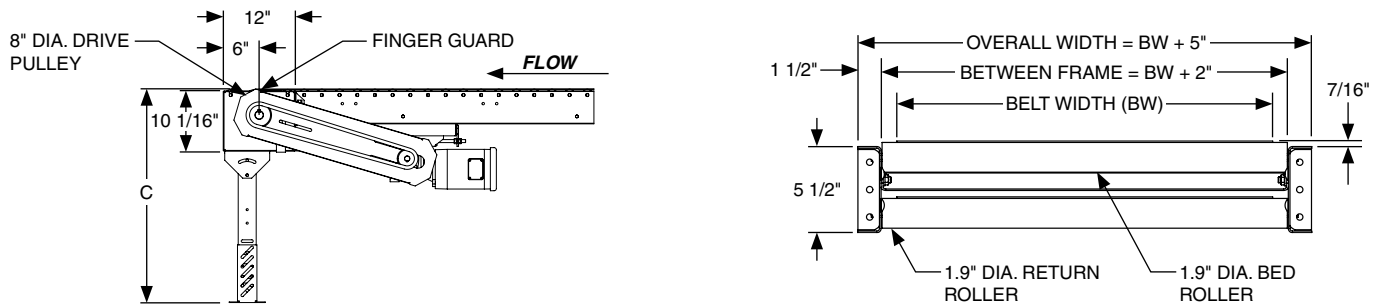 12"
6"
8" DIA. DRIVE
PULLEY
FINGER GUARD
FLOW
10 1/16"
C
OVERALL WIDTH = BW + 5"
1 1/2"
BETWEEN FRAME = BW + 2"
BELT WIDTH (BW)
7/16"
5 1/2"
1.9" DIA. RETURN
ROLLER
1.9" DIA. BED
ROLLER